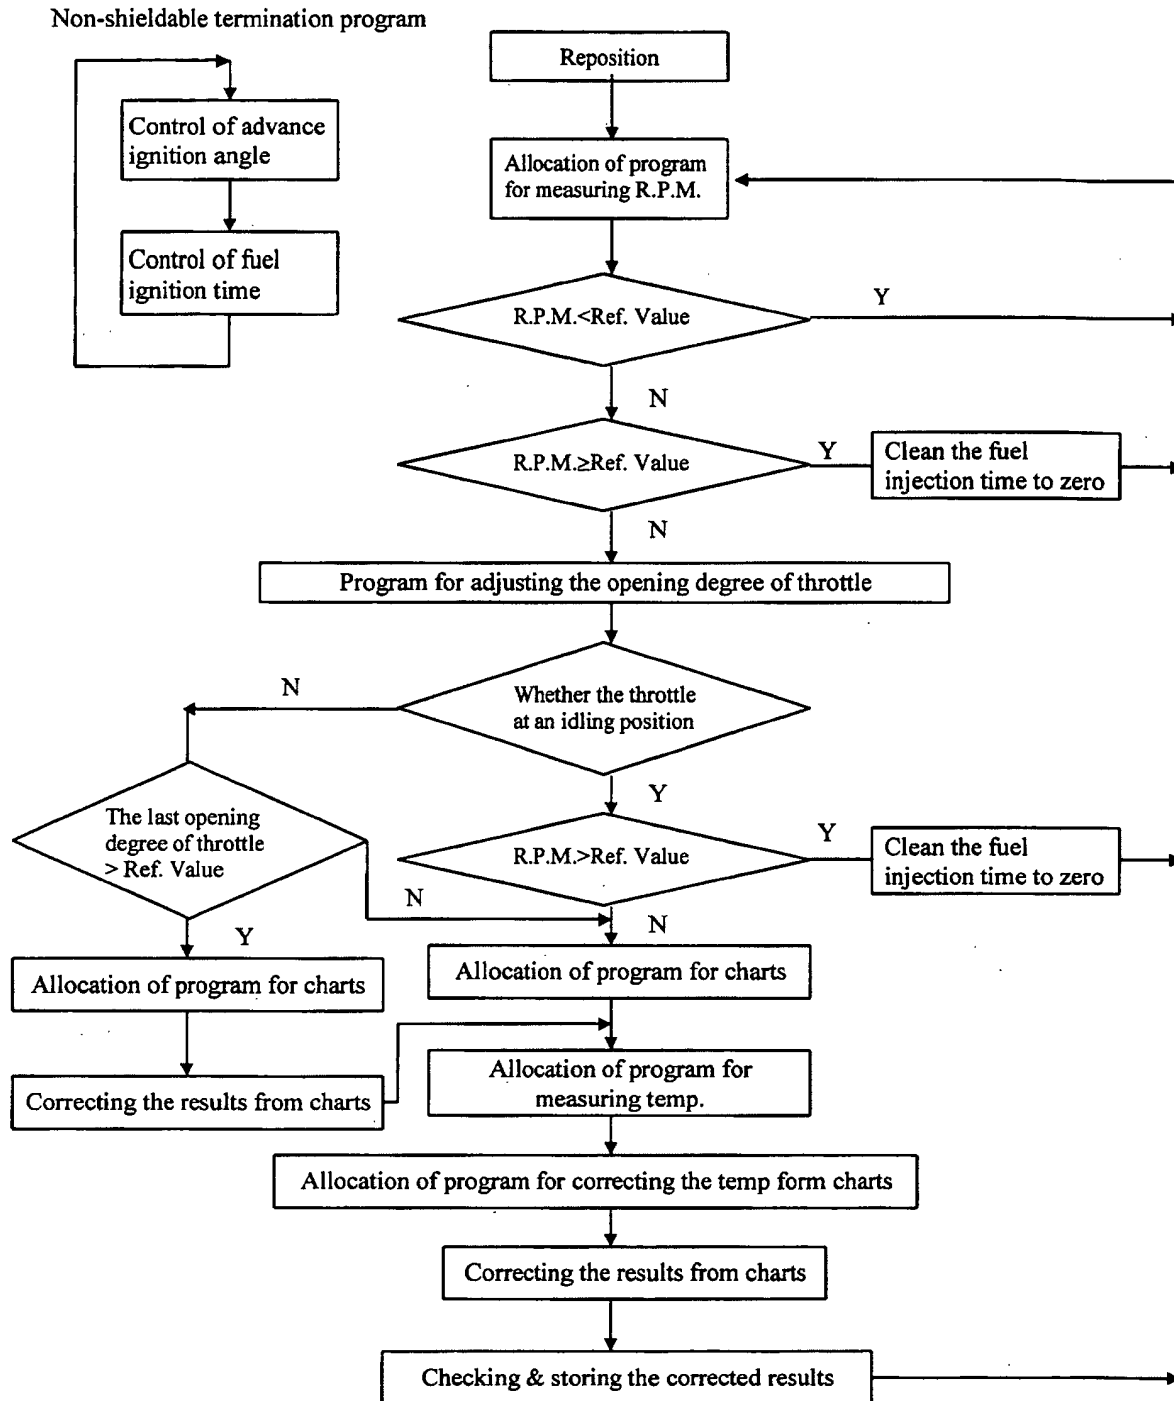 Non-shieldable termination program
Reposition
Control of advance
ignition angle
Allocation of program
for measuring R.P.M.
Control of fuel
ignition time
R.P.M.<Ref. Value
Y
N
R.P.M.≥Ref. Value
Y
Clean the fuel
injection time to zero
N
Program for adjusting the opening degree of throttle
Whether the throttle
at an idling position
N
Y
The last opening
degree of throttle
> Ref. Value
R.P.M.>Ref. Value
Y
Clean the fuel
injection time to zero
N
N
Y
Allocation of program for charts
Allocation of program for charts
Correcting the results from charts
Allocation of program for
measuring temp.
Allocation of program for correcting the temp form charts
Correcting the results from charts
Checking & storing the corrected results